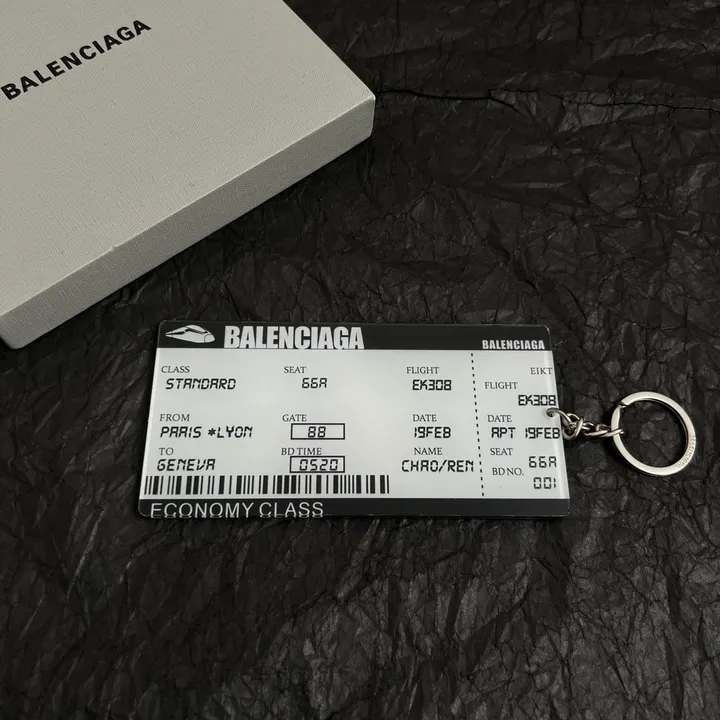 BALENCIAGA
BALENCIAGA
BALENCIAGA
CLASS SEAT FLIGHT EIKT
STANDARD 66A EK308 FLIGHT
EK308
FROM GATE DATE DATE
PARIS *LYON 88 19FEB APT 19FEB
TO BD TIME NAME SEAT 66A
GENEVA 0520 CHAO/REN BD NO. 001
ECONOMY CLASS